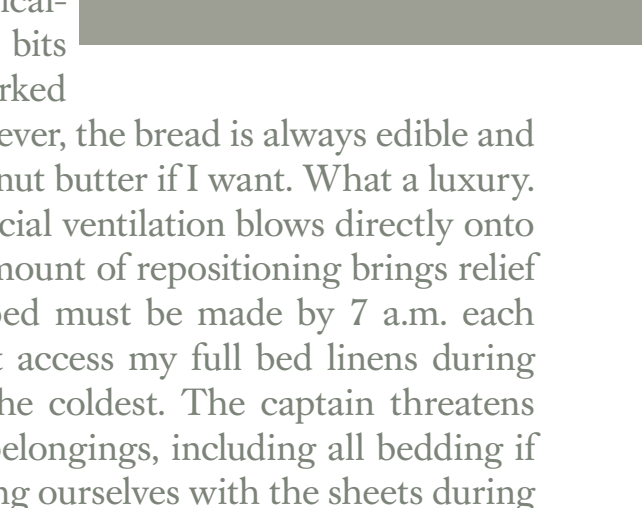 ical-
bits
rked
ever, the bread is always edible and
nut butter if I want. What a luxury.
cial ventilation blows directly onto
mount of repositioning brings relief
bed must be made by 7 a.m. each
t access my full bed linens during
he coldest. The captain threatens
belongings, including all bedding if
ng ourselves with the sheets during